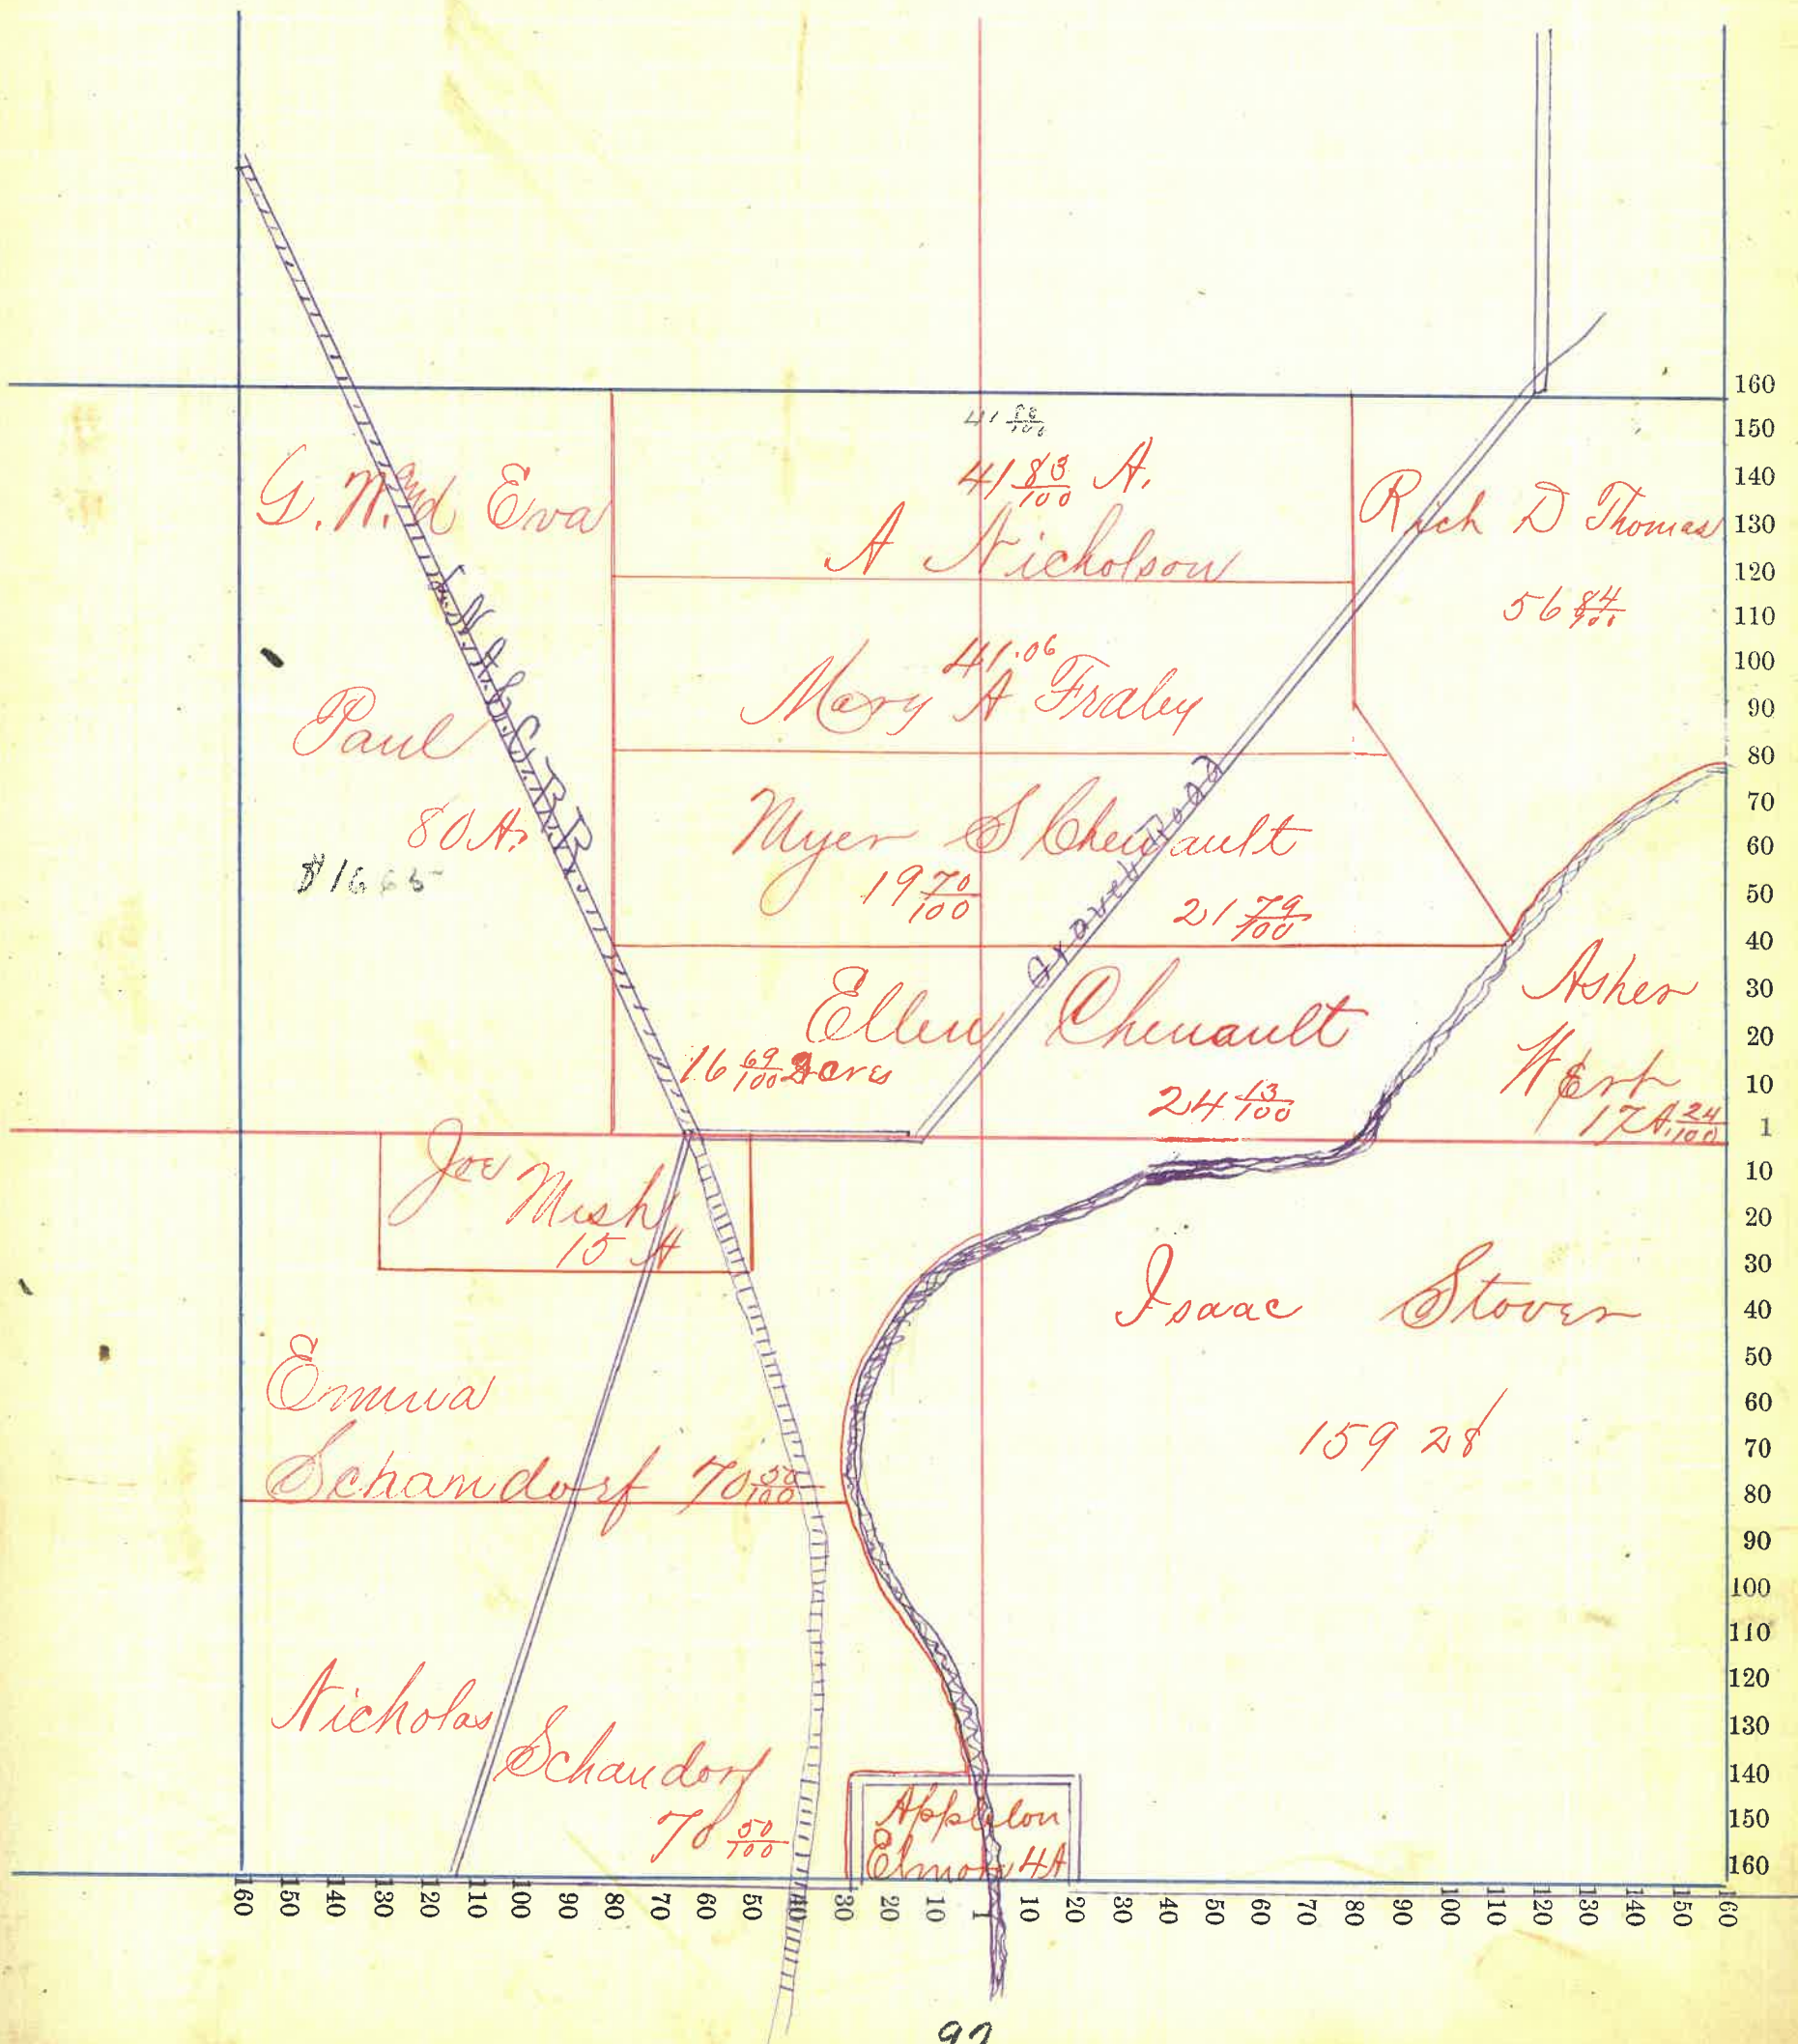 41 88/100
41 83/100 A.
A Nicholson
G. N. and Eva
Paul
80 A.
Rich D Thomas
56 84/100
41.06
Mary A Fraley
Myer S Chenault
19 70/100
21 79/100
Gravel Road
Ellen Chenault
16 69/100 Acres
24 13/100
Asher
Wert
17 A. 24/100
Joe
Mish
15 A
Isaac Stover
159 28
Emma
Schandorf 70 50/100
Nicholas
Schandorf
70 50/100
Appleton
Elmore 4A
160
150
140
130
120
110
100
90
80
70
60
50
40
30
20
10
1
10
20
30
40
50
60
70
80
90
100
110
120
130
140
150
160
160 150 140 130 120 110 100 90 80 70 60 50 40 30 20 10 1 10 20 30 40 50 60 70 80 90 100 110 120 130 140 150 160
97